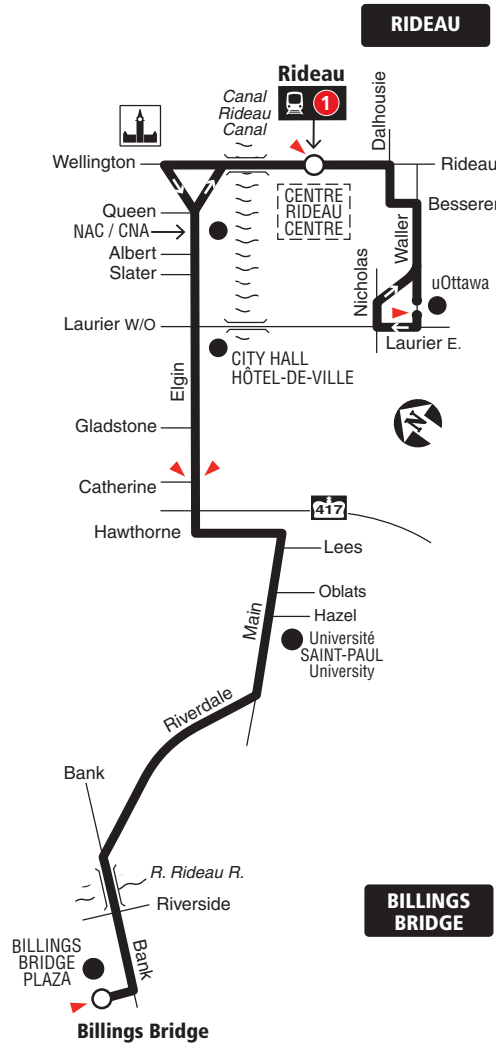 RIDEAU
Rideau
1
Canal
Rideau
Canal
Dalhousie
Wellington
Rideau
CENTRE
RIDEAU
CENTRE
Besserer
Queen
NAC / CNA
Waller
Albert
Slater
Nicholas
uOttawa
Laurier W/O
Laurier E.
CITY HALL
HÔTEL-DE-VILLE
Elgin
Gladstone
N
Catherine
417
Hawthorne
Lees
Oblats
Main
Hazel
Université
SAINT-PAUL
University
Riverdale
Bank
R. Rideau R.
Riverside
BILLINGS
BRIDGE
BILLINGS
BRIDGE
PLAZA
Bank
Billings Bridge